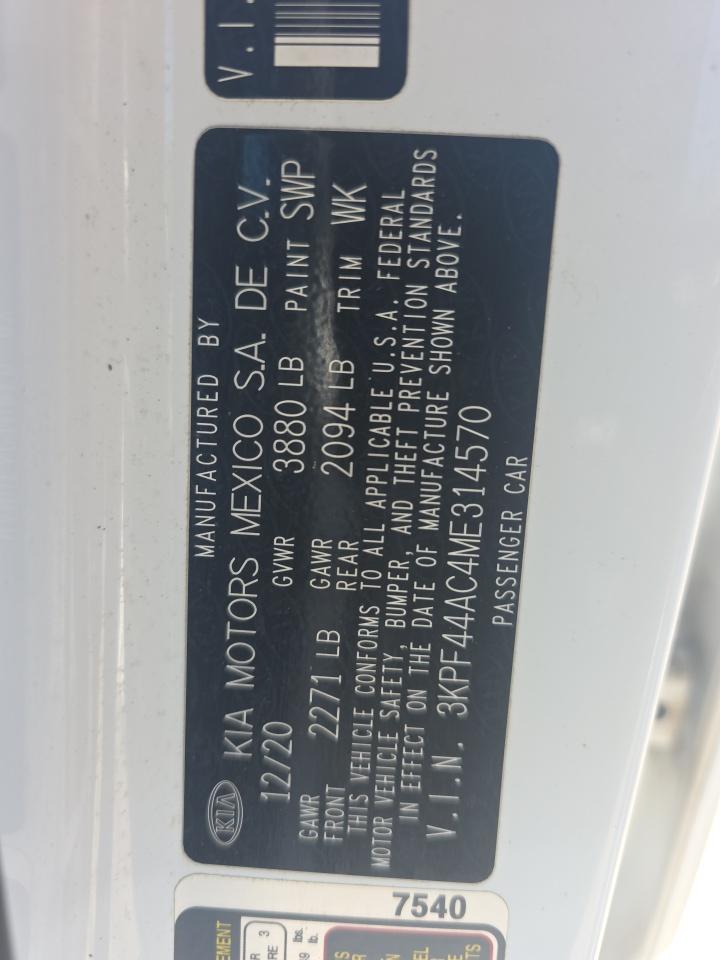 V.I.
MANUFACTURED BY
KIA KIA MOTORS MEXICO S.A. DE C.V.
12/20 GVWR 3880 LB PAINT SWP
GAWR FRONT 2271 LB GAWR REAR 2094 LB TRIM WK
THIS VEHICLE CONFORMS TO ALL APPLICABLE U.S.A. FEDERAL
MOTOR VEHICLE SAFETY, BUMPER, AND THEFT PREVENTION STANDARDS
IN EFFECT ON THE DATE OF MANUFACTURE SHOWN ABOVE.
V.I.N. 3KPF44AC4ME314570
PASSENGER CAR
7540